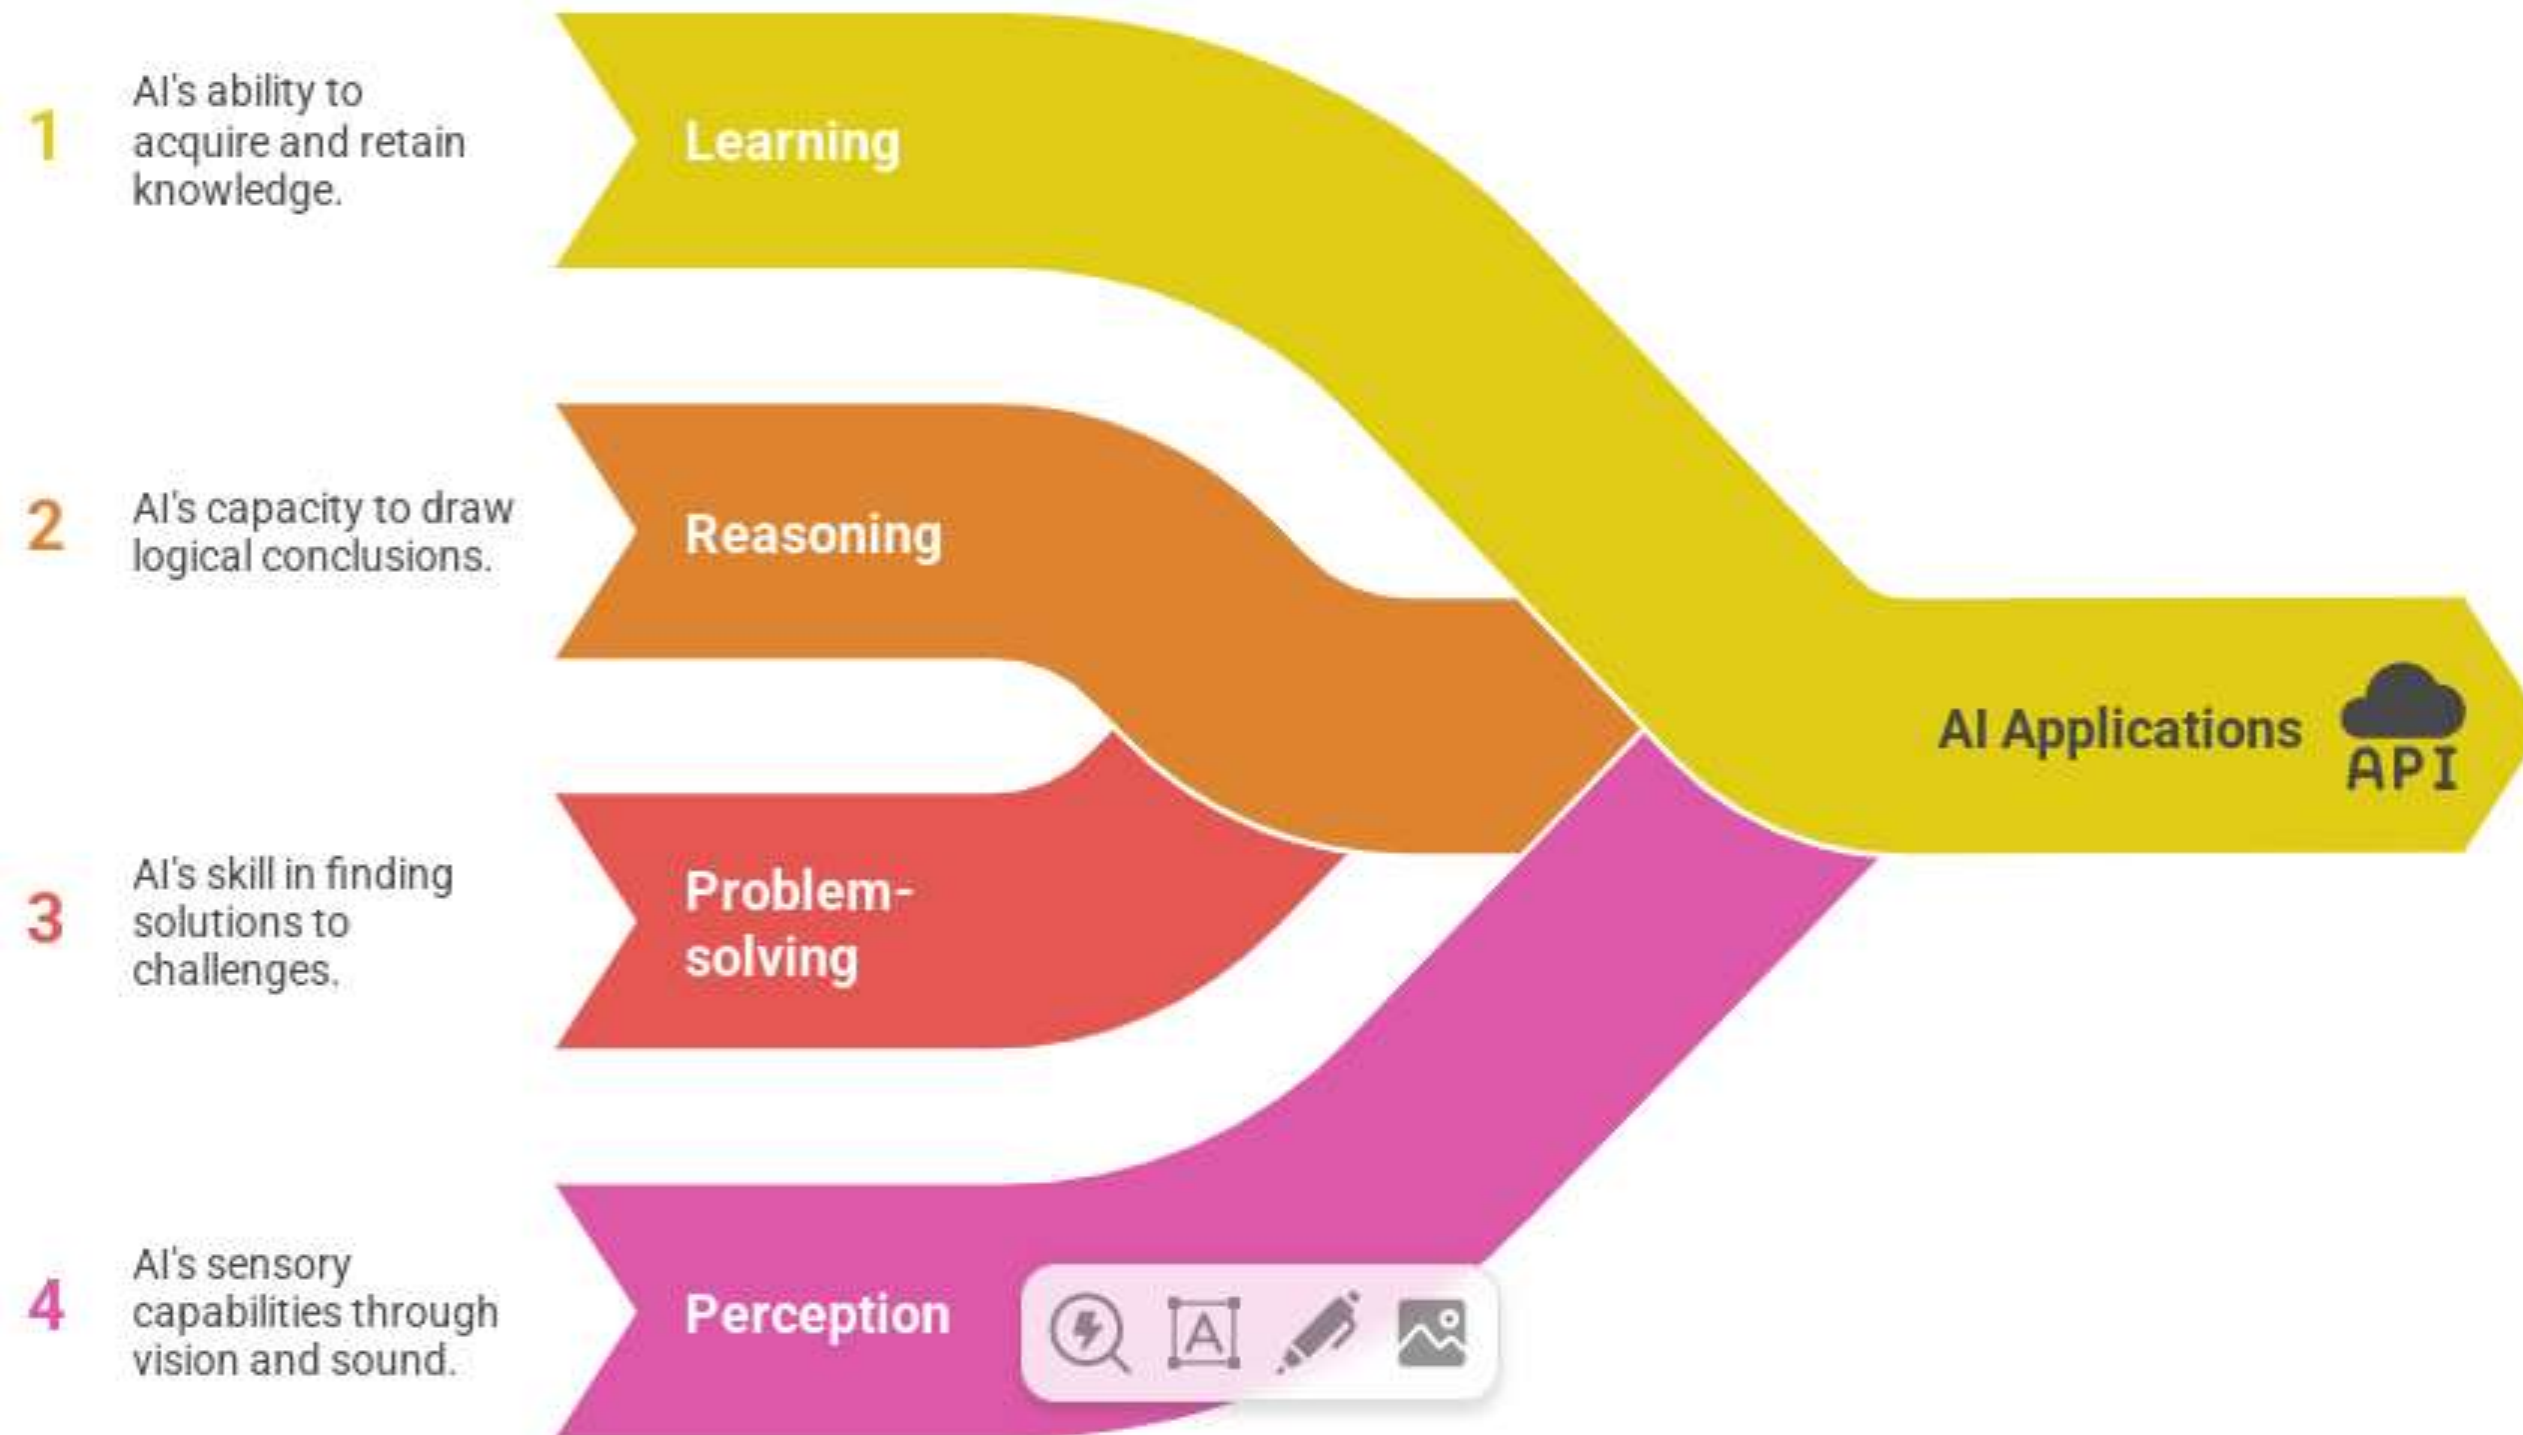 1
AI's ability to
acquire and retain
knowledge.
Learning
2
AI's capacity to draw
logical conclusions.
Reasoning
3
AI's skill in finding
solutions to
challenges.
Problem-
solving
4
AI's sensory
capabilities through
vision and sound.
Perception
A
AI Applications
API